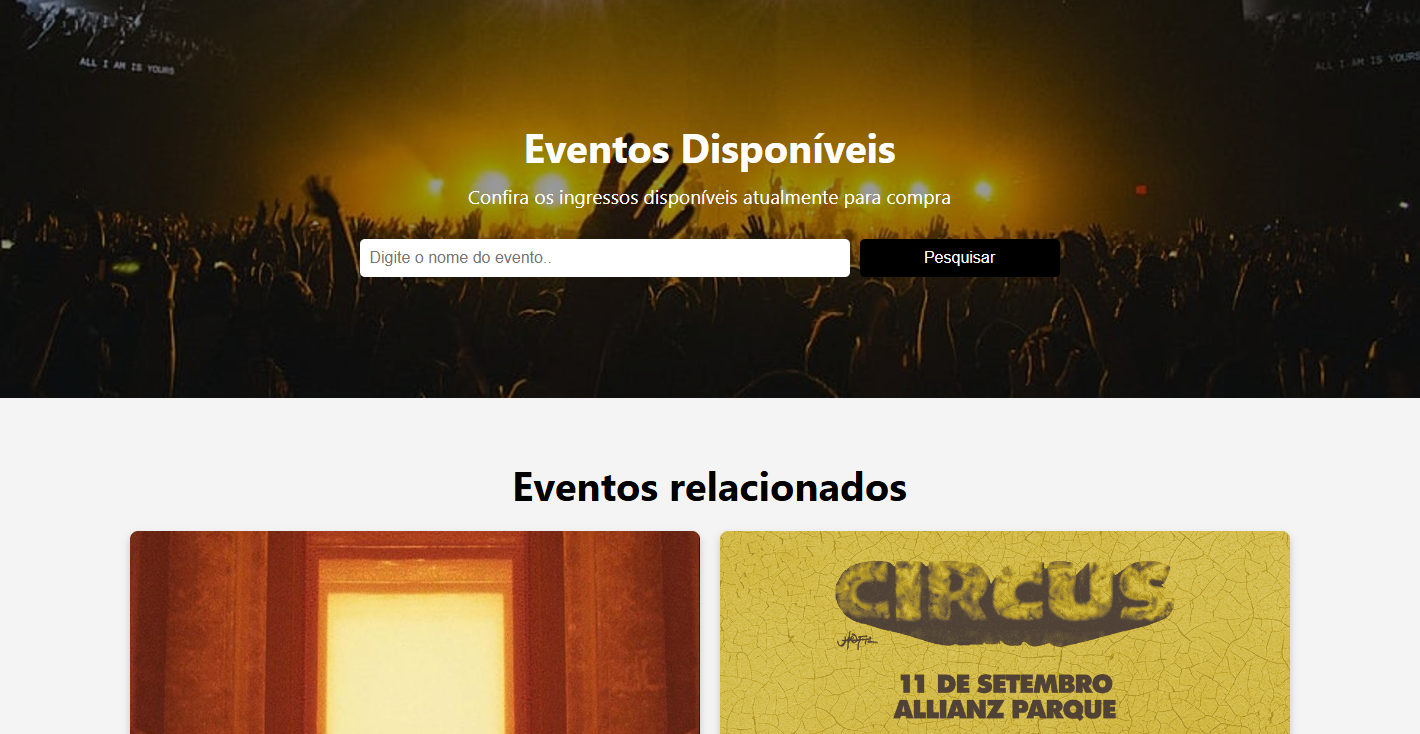 ALL I AM IS YOURS
ALL I AM IS YOURS
Eventos Disponíveis
Confira os ingressos disponíveis atualmente para compra
Digite o nome do evento..
Pesquisar
Eventos relacionados
CIRCUS
11 DE SETEMBRO
ALLIANZ PARQUE